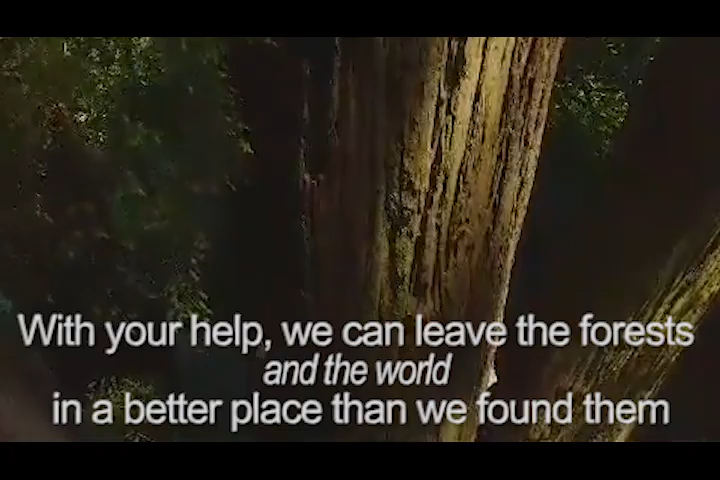 With your help, we can leave the forests
and the world
in a better place than we found them